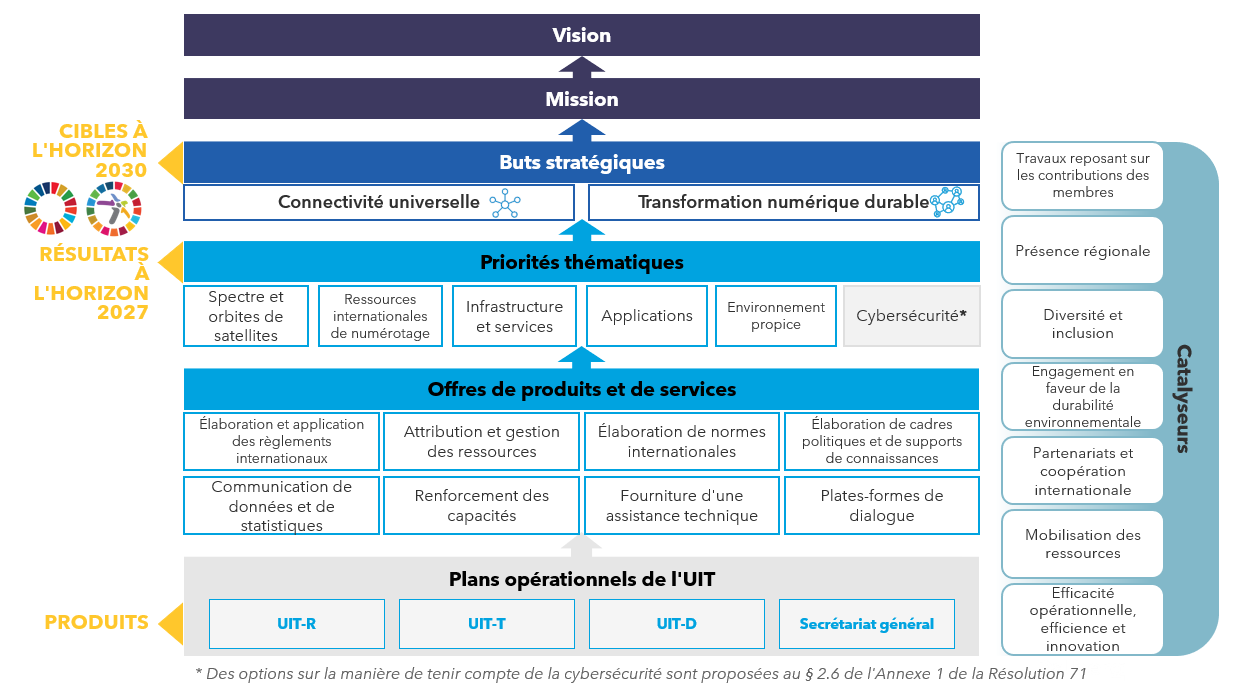 Vision
Mission
CIBLES À
L'HORIZON
2030
Buts stratégiques
Connectivité universelle
Transformation numérique durable
RÉSULTATS
À
L'HORIZON
2027
Priorités thématiques
Spectre et
orbites de
satellites
Ressources
internationales
de numérotage
Infrastructure
et services
Applications
Environnement
propice
Cybersécurité*
Offres de produits et de services
Élaboration et application
des règlements
internationaux
Attribution et gestion
des ressources
Élaboration de normes
internationales
Élaboration de cadres
politiques et de supports
de connaissances
Communication de
données et de
statistiques
Renforcement des
capacités
Fourniture d'une
assistance technique
Plates-formes de
dialogue
PRODUITS
Plans opérationnels de l'UIT
UIT-R
UIT-T
UIT-D
Secrétariat général
Travaux reposant sur
les contributions des
membres
Présence régionale
Diversité et
inclusion
Engagement en
faveur de la
durabilité
environnementale
Partenariats et
coopération
internationale
Mobilisation des
ressources
Efficacité
opérationnelle,
efficience et
innovation
Catalyseurs
* Des options sur la manière de tenir compte de la cybersécurité sont proposées au § 2.6 de l'Annexe 1 de la Résolution 71